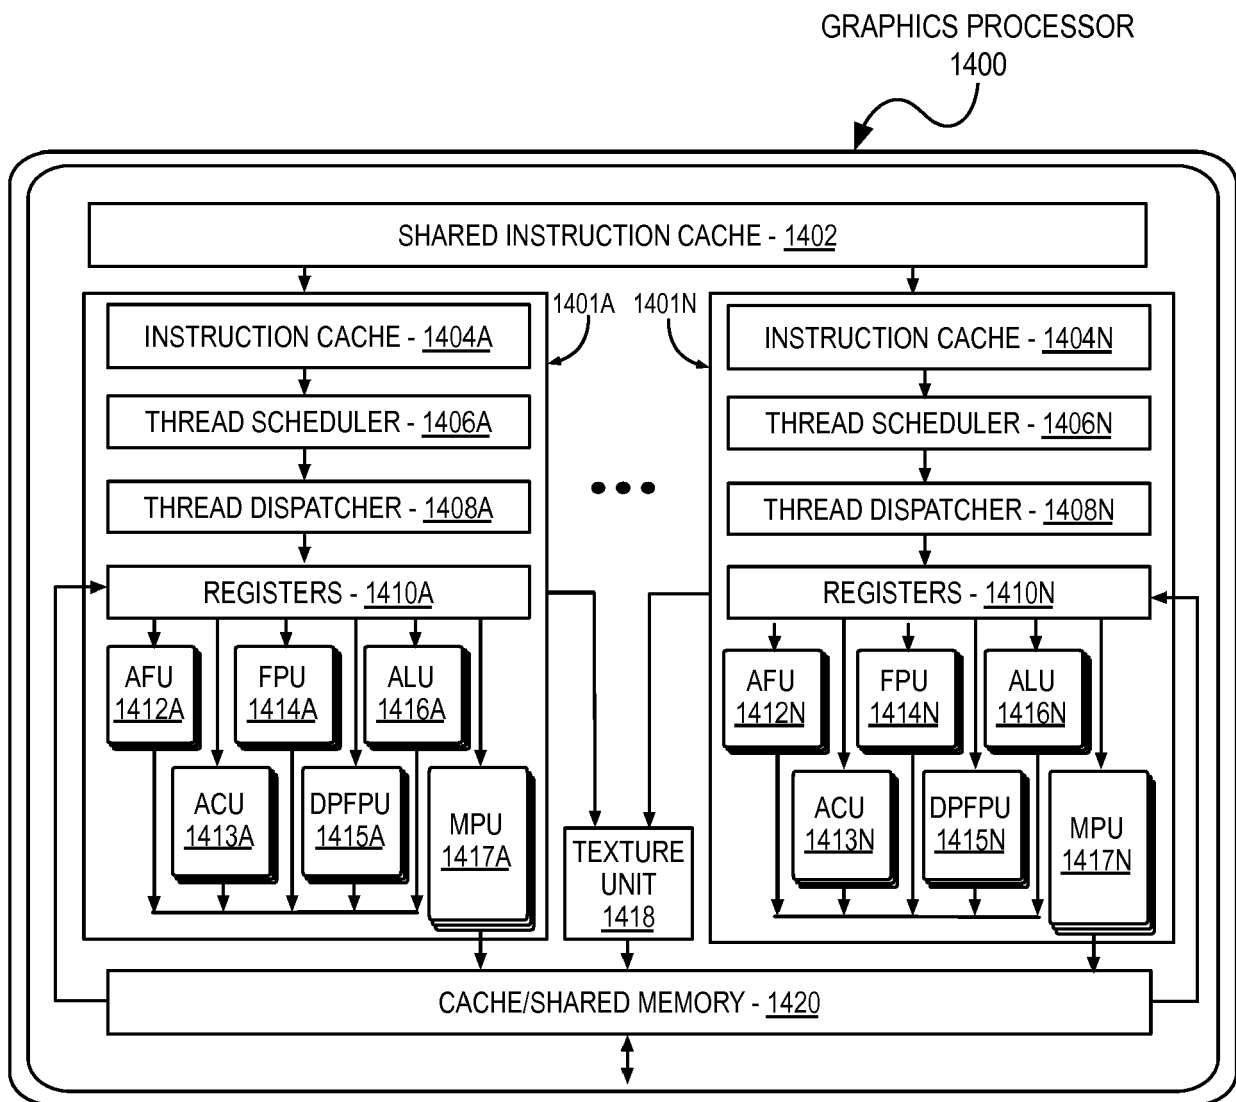 GRAPHICS PROCESSOR
1400
SHARED INSTRUCTION CACHE - 1402
1401A
1401N
INSTRUCTION CACHE - 1404A
THREAD SCHEDULER - 1406A
THREAD DISPATCHER - 1408A
REGISTERS - 1410A
AFU
1412A
FPU
1414A
ALU
1416A
ACU
1413A
DPFPU
1415A
MPU
1417A
TEXTURE
UNIT
1418
INSTRUCTION CACHE - 1404N
THREAD SCHEDULER - 1406N
THREAD DISPATCHER - 1408N
REGISTERS - 1410N
AFU
1412N
FPU
1414N
ALU
1416N
ACU
1413N
DPFPU
1415N
MPU
1417N
CACHE/SHARED MEMORY - 1420